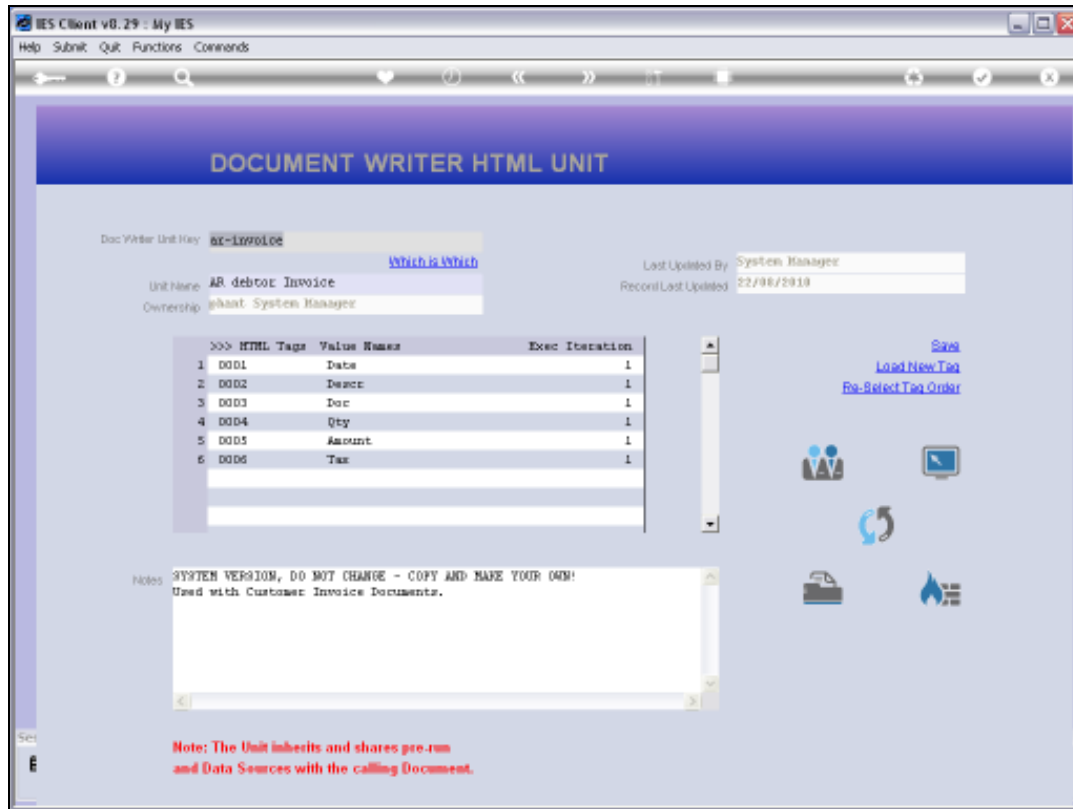 IES Client v8.29 : My IES
Help Submit Quit Functions Commands
DOCUMENT WRITER HTML UNIT
Doc Writer Unit Key ar-invoice
Which is Which
Last Updated By System Manager
Unit Name AR debtor Invoice
Record Last Updated 22/08/2010
Ownership phant System Manager
>>> HTML Tags Value Names Exec Iteration
1 0001 Date 1
2 0002 Descr 1
3 0003 Doc 1
4 0004 Qty 1
5 0005 Amount 1
6 0006 Tax 1
Save
Load New Tag
Re-Select Tag Order
Notes SYSTEM VERSION, DO NOT CHANGE - COPY AND MAKE YOUR OWN!
Used with Customer Invoice Documents.
Note: The Unit inherits and shares pre-run
and Data Sources with the calling Document.